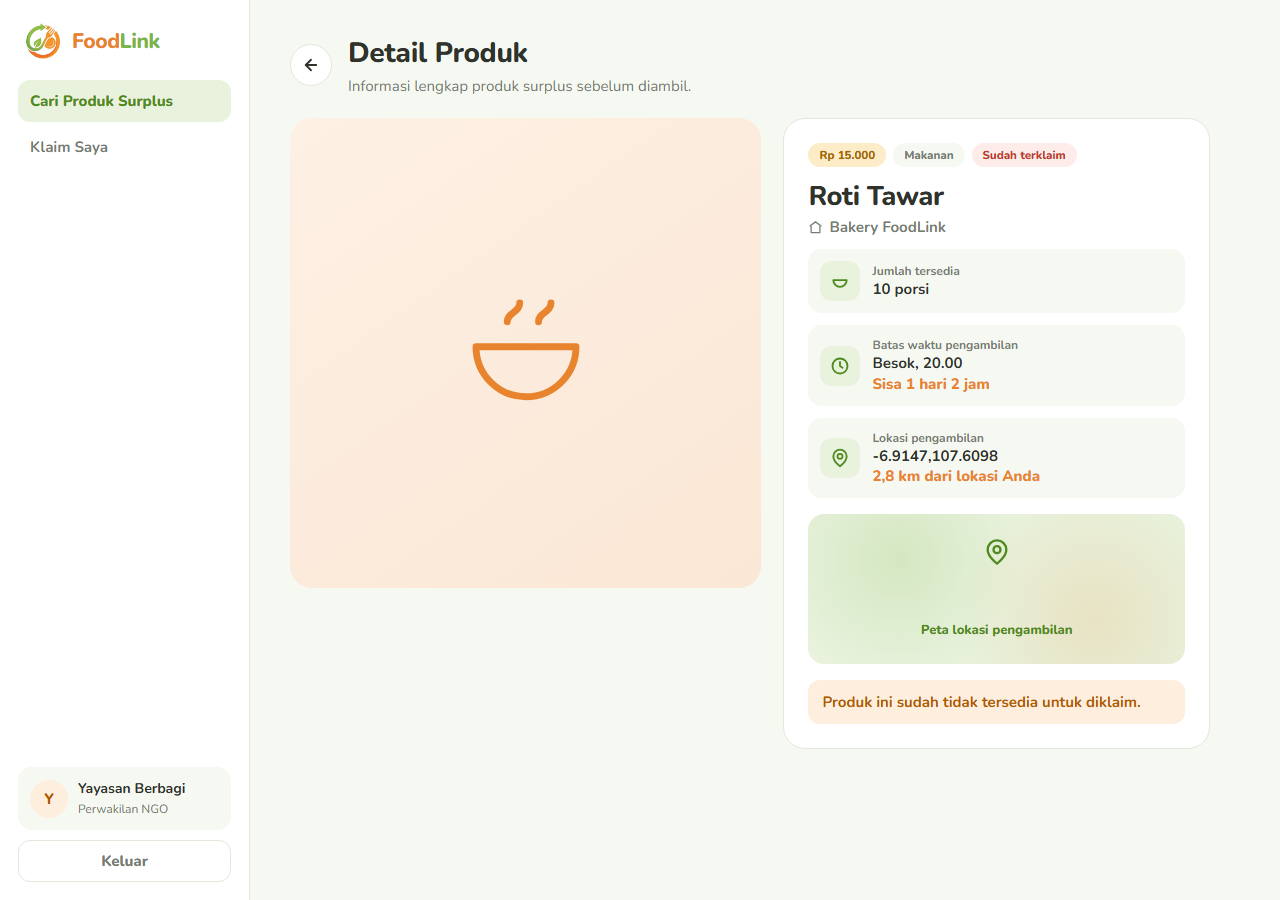 FoodLink
Cari Produk Surplus
Klaim Saya
Yayasan Berbagi
Y
Perwakilan NGO
Keluar
Detail Produk
Informasi lengkap produk surplus sebelum diambil.
Rp 15.000 Makanan Sudah terklaim
Roti Tawar
Bakery FoodLink
Jumlah tersedia
10 porsi
Batas waktu pengambilan
Besok, 20.00
Sisa 1 hari 2 jam
Lokasi pengambilan
-6.9147,107.6098
2,8 km dari lokasi Anda
Peta lokasi pengambilan
Produk ini sudah tidak tersedia untuk diklaim.